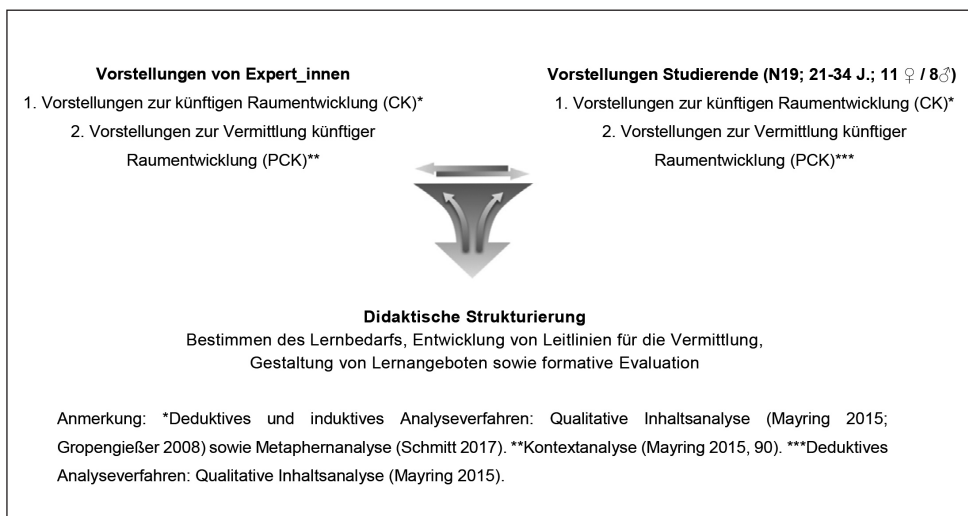 Vorstellungen von Expert_innen
1. Vorstellungen zur künftigen Raumentwicklung (CK)*
2. Vorstellungen zur Vermittlung künftiger
Raumentwicklung (PCK)**
Vorstellungen Studierende (N19; 21-34 J.; 11 ♀ / 8♂)
1. Vorstellungen zur künftigen Raumentwicklung (CK)*
2. Vorstellungen zur Vermittlung künftiger
Raumentwicklung (PCK)***
Didaktische Strukturierung
Bestimmen des Lernbedarfs, Entwicklung von Leitlinien für die Vermittlung,
Gestaltung von Lernangeboten sowie formative Evaluation
Anmerkung: *Deduktives und induktives Analyseverfahren: Qualitative Inhaltsanalyse (Mayring 2015;
Gropengießer 2008) sowie Metaphernanalyse (Schmitt 2017). **Kontextanalyse (Mayring 2015, 90). ***Deduktives
Analyseverfahren: Qualitative Inhaltsanalyse (Mayring 2015).